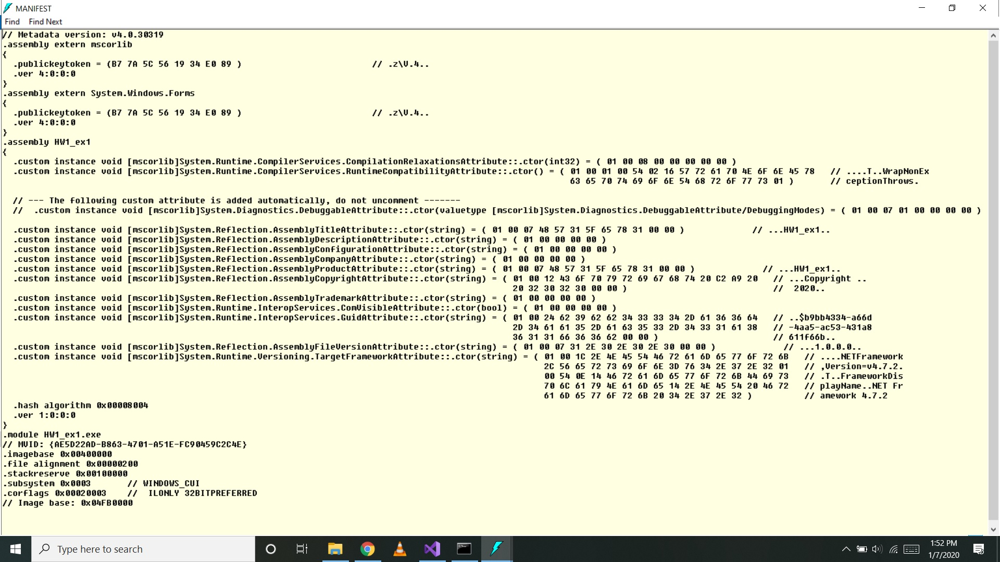 MANIFEST
Find Find Next
// Metadata version: v4.0.30319
.assembly extern mscorlib
{
.publickeytoken = (B7 7A 5C 56 19 34 E0 89 ) // .z\V.4..
.ver 4:0:0:0
}
.assembly extern System.Windows.Forms
{
.publickeytoken = (B7 7A 5C 56 19 34 E0 89 ) // .z\V.4..
.ver 4:0:0:0
}
.assembly HW1_ex1
{
.custom instance void [mscorlib]System.Runtime.CompilerServices.CompilationRelaxationsAttribute::.ctor(int32) = ( 01 00 08 00 00 00 00 00 )
.custom instance void [mscorlib]System.Runtime.CompilerServices.RuntimeCompatibilityAttribute::.ctor() = ( 01 00 01 00 54 02 16 57 72 61 70 4E 6F 6E 45 78 // ....T..WrapNonEx
63 65 70 74 69 6F 6E 54 68 72 6F 77 73 01 ) // ceptionThrows.
// --- The following custom attribute is added automatically, do not uncomment -------
// .custom instance void [mscorlib]System.Diagnostics.DebuggableAttribute::.ctor(valuetype [mscorlib]System.Diagnostics.DebuggableAttribute/DebuggingModes) = ( 01 00 07 01 00 00 00 00 )
.custom instance void [mscorlib]System.Reflection.AssemblyTitleAttribute::.ctor(string) = ( 01 00 07 48 57 31 5F 65 78 31 00 00 ) // ...HW1_ex1..
.custom instance void [mscorlib]System.Reflection.AssemblyDescriptionAttribute::.ctor(string) = ( 01 00 00 00 00 )
.custom instance void [mscorlib]System.Reflection.AssemblyConfigurationAttribute::.ctor(string) = ( 01 00 00 00 00 )
.custom instance void [mscorlib]System.Reflection.AssemblyCompanyAttribute::.ctor(string) = ( 01 00 00 00 00 )
.custom instance void [mscorlib]System.Reflection.AssemblyProductAttribute::.ctor(string) = ( 01 00 07 48 57 31 5F 65 78 31 00 00 ) // ...HW1_ex1..
.custom instance void [mscorlib]System.Reflection.AssemblyCopyrightAttribute::.ctor(string) = ( 01 00 12 43 6F 70 79 72 69 67 68 74 20 C2 A9 20 // ...Copyright ..
20 32 30 32 30 00 00 ) // 2020..
.custom instance void [mscorlib]System.Reflection.AssemblyTrademarkAttribute::.ctor(string) = ( 01 00 00 00 00 )
.custom instance void [mscorlib]System.Runtime.InteropServices.ComVisibleAttribute::.ctor(bool) = ( 01 00 00 00 00 )
.custom instance void [mscorlib]System.Runtime.InteropServices.GuidAttribute::.ctor(string) = ( 01 00 24 62 39 62 62 34 33 33 34 2D 61 36 36 64 // ..$b9bb4334-a66d
2D 34 61 61 35 2D 61 63 35 33 2D 34 33 31 61 38 // -4aa5-ac53-431a8
36 31 31 66 36 36 62 00 00 ) // 611f66b..
.custom instance void [mscorlib]System.Reflection.AssemblyFileVersionAttribute::.ctor(string) = ( 01 00 07 31 2E 30 2E 30 2E 30 00 00 ) // ...1.0.0.0..
.custom instance void [mscorlib]System.Runtime.Versioning.TargetFrameworkAttribute::.ctor(string) = ( 01 00 1C 2E 4E 45 54 46 72 61 6D 65 77 6F 72 6B // ....NETFramework
2C 56 65 72 73 69 6F 6E 3D 76 34 2E 37 2E 32 01 // ,Version=v4.7.2.
00 54 0E 14 46 72 61 6D 65 77 6F 72 6B 44 69 73 // .T..FrameworkDis
70 6C 61 79 4E 61 6D 65 14 2E 4E 45 54 20 46 72 // playName..NET Fr
61 6D 65 77 6F 72 6B 20 34 2E 37 2E 32 ) // amework 4.7.2
.hash algorithm 0x00008004
.ver 1:0:0:0
}
.module HW1_ex1.exe
// MVID: {AE5D22AD-B863-4701-A51E-FC90459C2C4E}
.imagebase 0x00400000
.file alignment 0x00000200
.stackreserve 0x00100000
.subsystem 0x0003 // WINDOWS_CUI
.corflags 0x00020003 // ILONLY 32BITPREFERRED
// Image base: 0x04FB0000
Type here to search
1:52 PM
1/7/2020